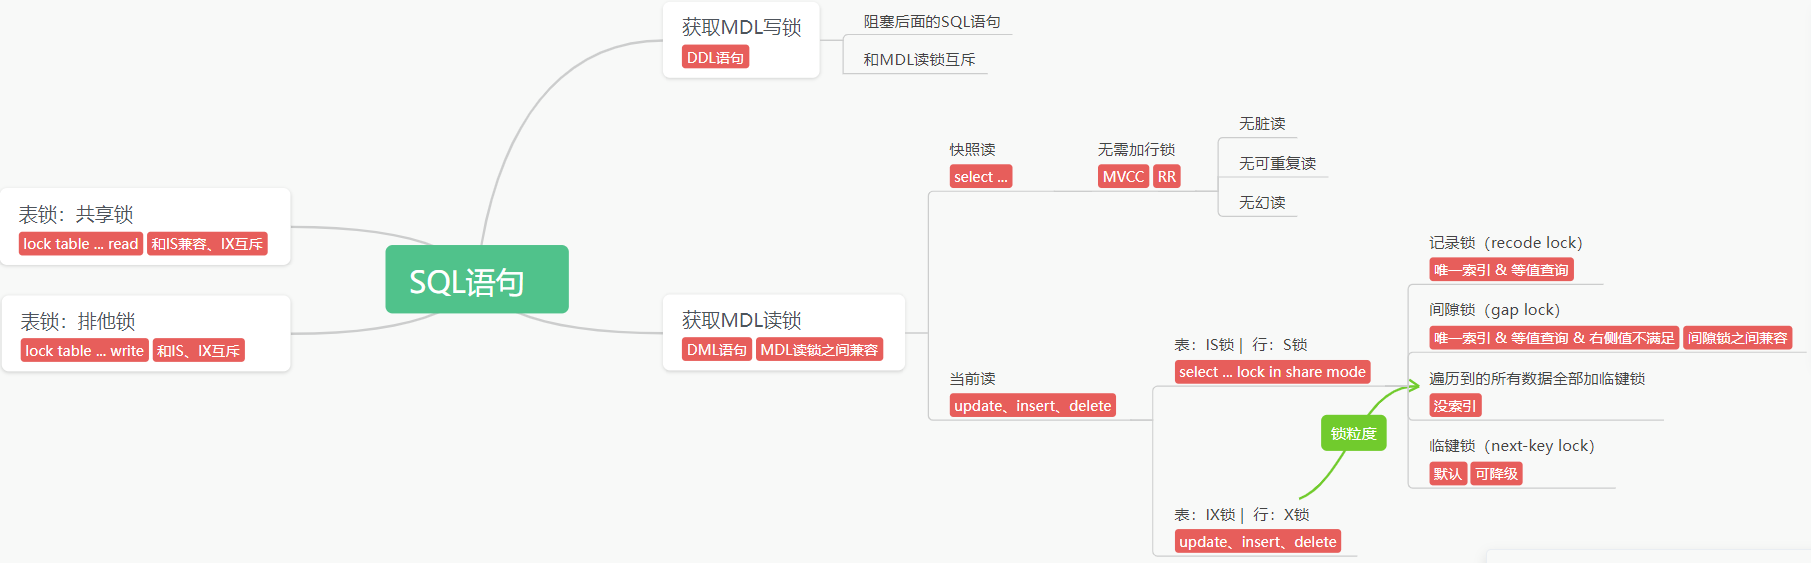 SQL语句
获取MDL写锁
DDL语句
阻塞后面的SQL语句
和MDL读锁互斥
获取MDL读锁
DML语句 MDL读锁之间兼容
快照读
select ...
无需加行锁
MVCC RR
无脏读
无可重复读
无幻读
当前读
update、insert、delete
表：IS锁 | 行：S锁
select ... lock in share mode
记录锁（recode lock）
唯一索引 & 等值查询
间隙锁（gap lock）
唯一索引 & 等值查询 & 右侧值不满足 间隙锁之间兼容
遍历到的所有数据全部加临键锁
没索引
临键锁（next-key lock）
默认 可降级
锁粒度
表：IX锁 | 行：X锁
update、insert、delete
表锁：共享锁
lock table ... read 和IS兼容、IX互斥
表锁：排他锁
lock table ... write 和IS、IX互斥